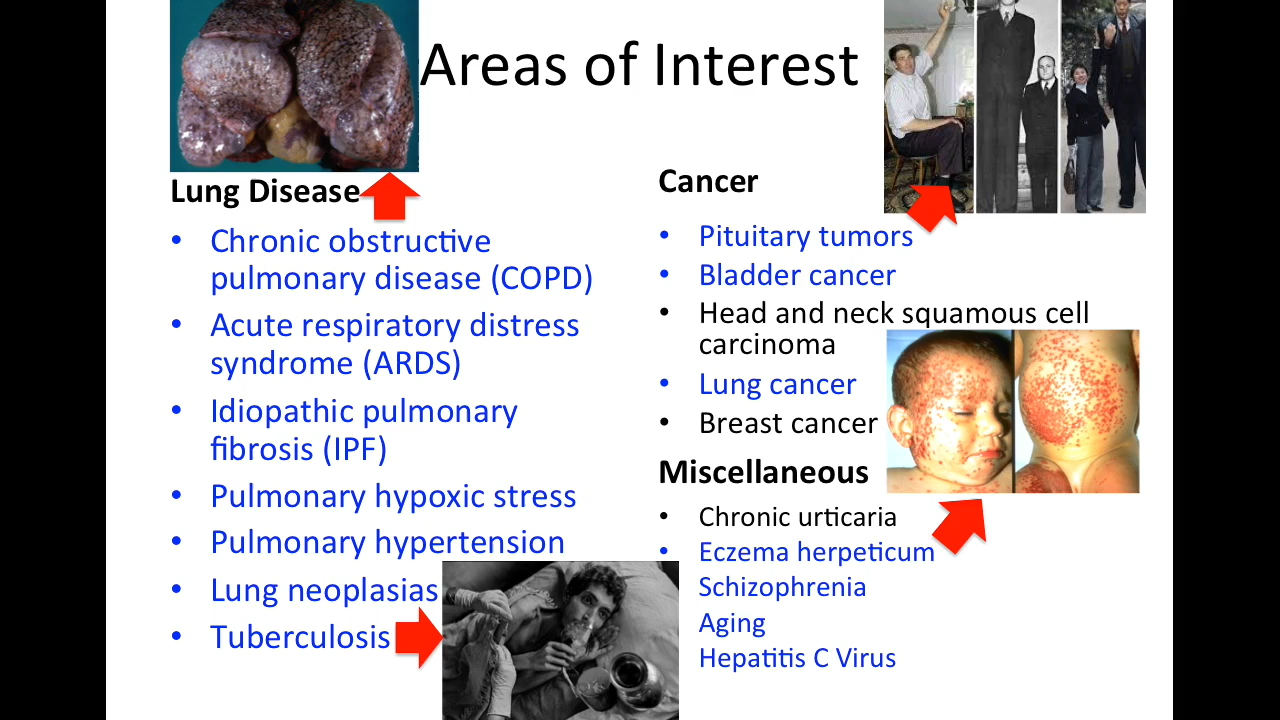 Areas of Interest
Lung Disease
• Chronic obstructive
pulmonary disease (COPD)
• Acute respiratory distress
syndrome (ARDS)
• Idiopathic pulmonary
fibrosis (IPF)
• Pulmonary hypoxic stress
• Pulmonary hypertension
• Lung neoplasias
• Tuberculosis
Cancer
• Pituitary tumors
• Bladder cancer
• Head and neck squamous cell
carcinoma
• Lung cancer
• Breast cancer
Miscellaneous
• Chronic urticaria
• Eczema herpeticum
Schizophrenia
Aging
Hepatitis C Virus